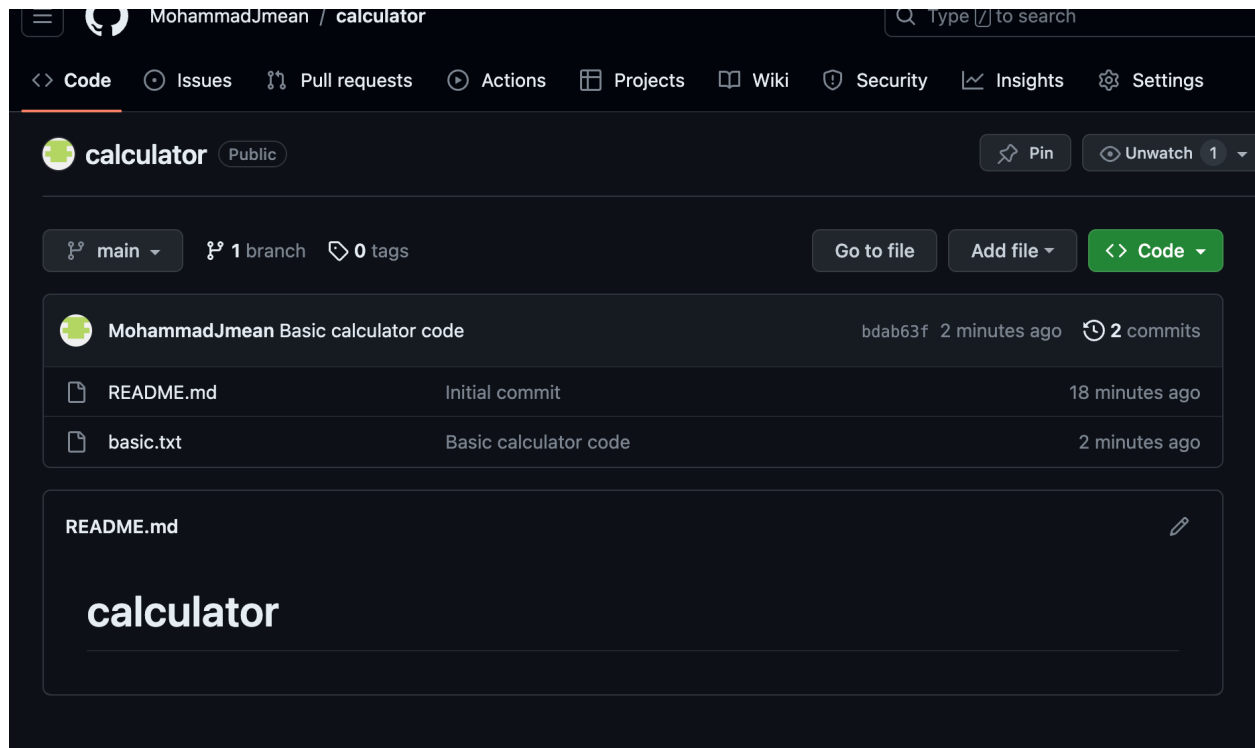 MohammadJmean / calculator Type / to search
Code Issues Pull requests Actions Projects Wiki Security Insights Settings
calculator Public Pin Unwatch 1
main 1 branch 0 tags Go to file Add file Code
MohammadJmean Basic calculator code bdab63f 2 minutes ago 2 commits
README.md Initial commit 18 minutes ago
basic.txt Basic calculator code 2 minutes ago
README.md
calculator